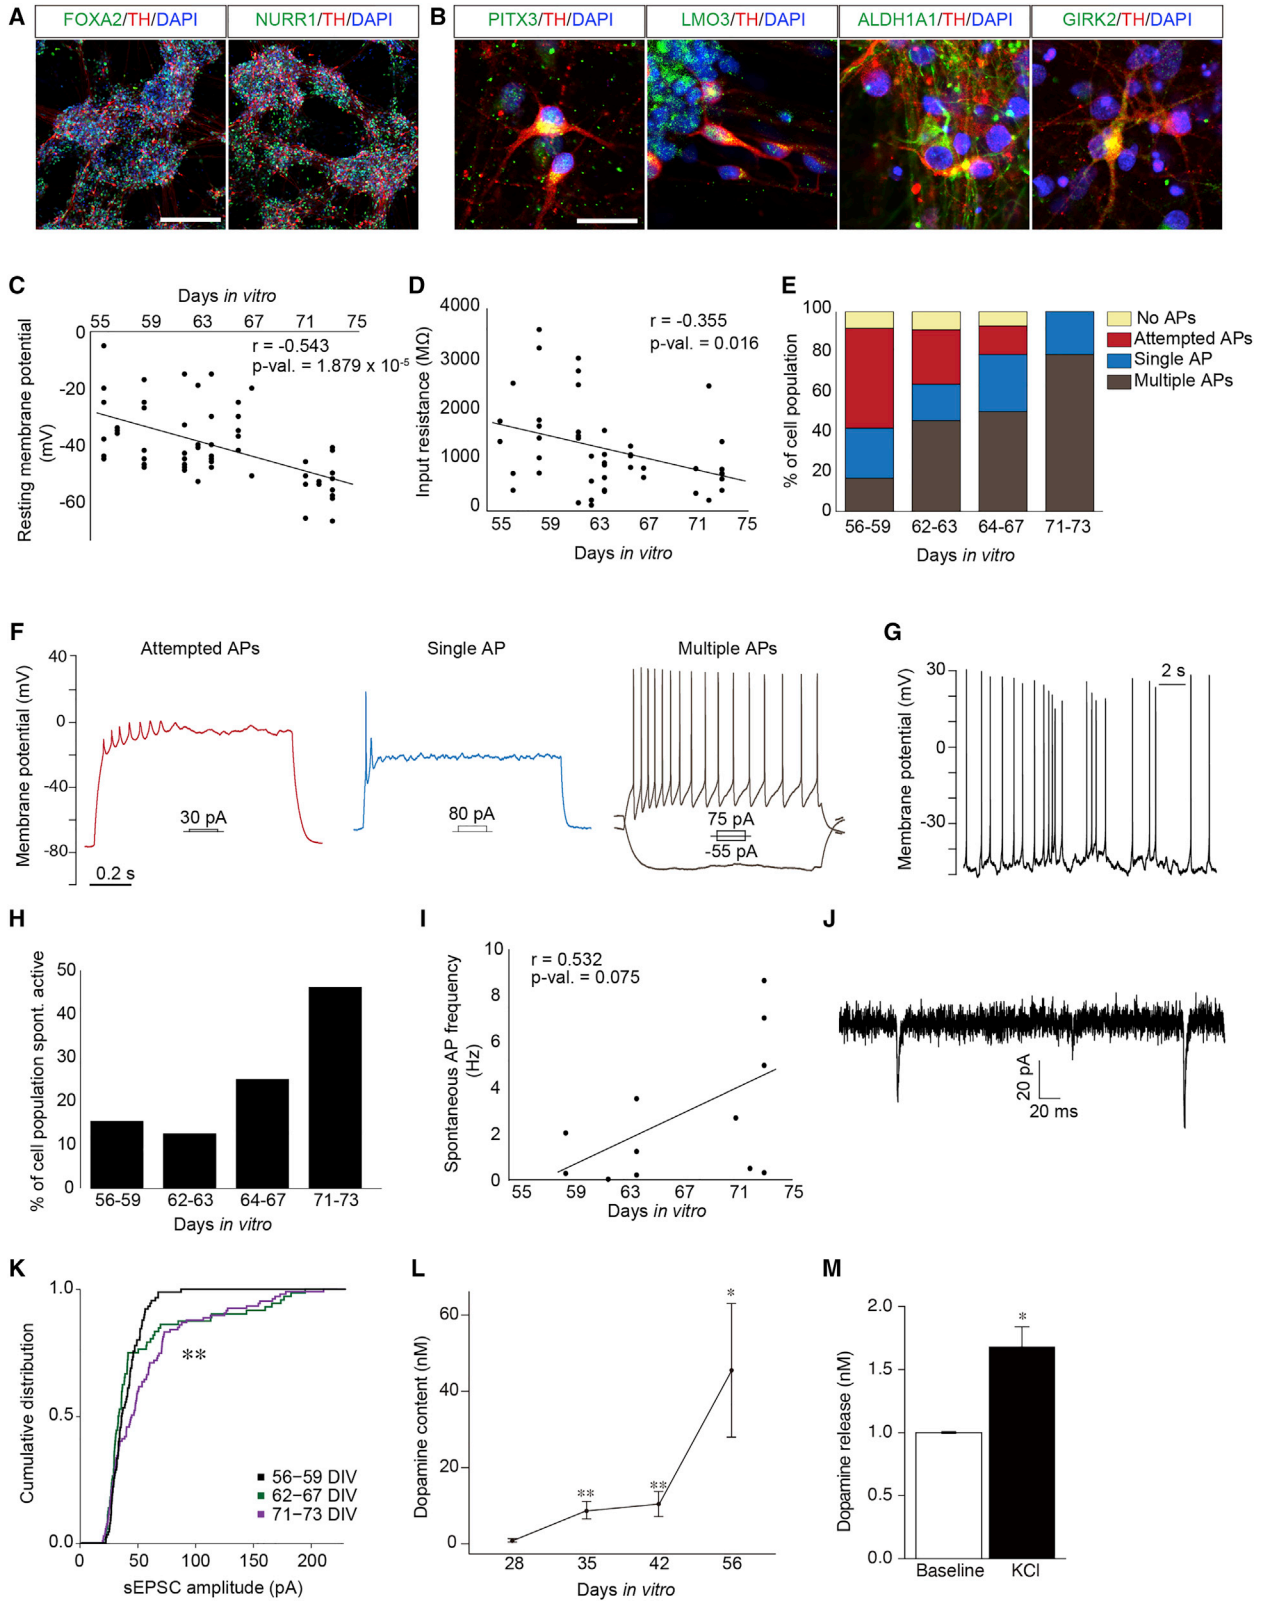 A
FOXA2/TH/DAPI
NURR1/TH/DAPI
B
PITX3/TH/DAPI
LMO3/TH/DAPI
ALDH1A1/TH/DAPI
GIRK2/TH/DAPI
C
Days in vitro
55 59 63 67 71 75
0
-20
-40
-60
Resting membrane potential
(mV)
r = -0.543
p-val. = 1.879 x 10-5
D
4000
3000
2000
1000
0
Input resistance (MΩ)
r = -0.355
p-val. = 0.016
55 59 63 67 71 75
Days in vitro
E
100
80
60
40
20
0
% of cell population
No APs
Attempted APs
Single AP
Multiple APs
56-59 62-63 64-67 71-73
Days in vitro
F
Attempted APs
Single AP
Multiple APs
40
0
-40
-80
Membrane potential (mV)
30 pA
80 pA
75 pA
-55 pA
0.2 s
G
30
0
-30
Membrane potential (mV)
2 s
H
50
40
30
20
10
0
% of cell population spont. active
56-59 62-63 64-67 71-73
Days in vitro
I
10
8
6
4
2
0
Spontaneous AP frequency
(Hz)
r = 0.532
p-val. = 0.075
55 59 63 67 71 75
Days in vitro
J
20 pA
20 ms
K
1.0
0.5
0.0
Cumulative distribution
**
56−59 DIV
62−67 DIV
71−73 DIV
0 50 100 150 200
sEPSC amplitude (pA)
L
60
40
20
0
Dopamine content (nM)
**
**
*
28 35 42 56
Days in vitro
M
2.0
1.5
1.0
0.5
0.0
Dopamine release (nM)
*
Baseline KCl